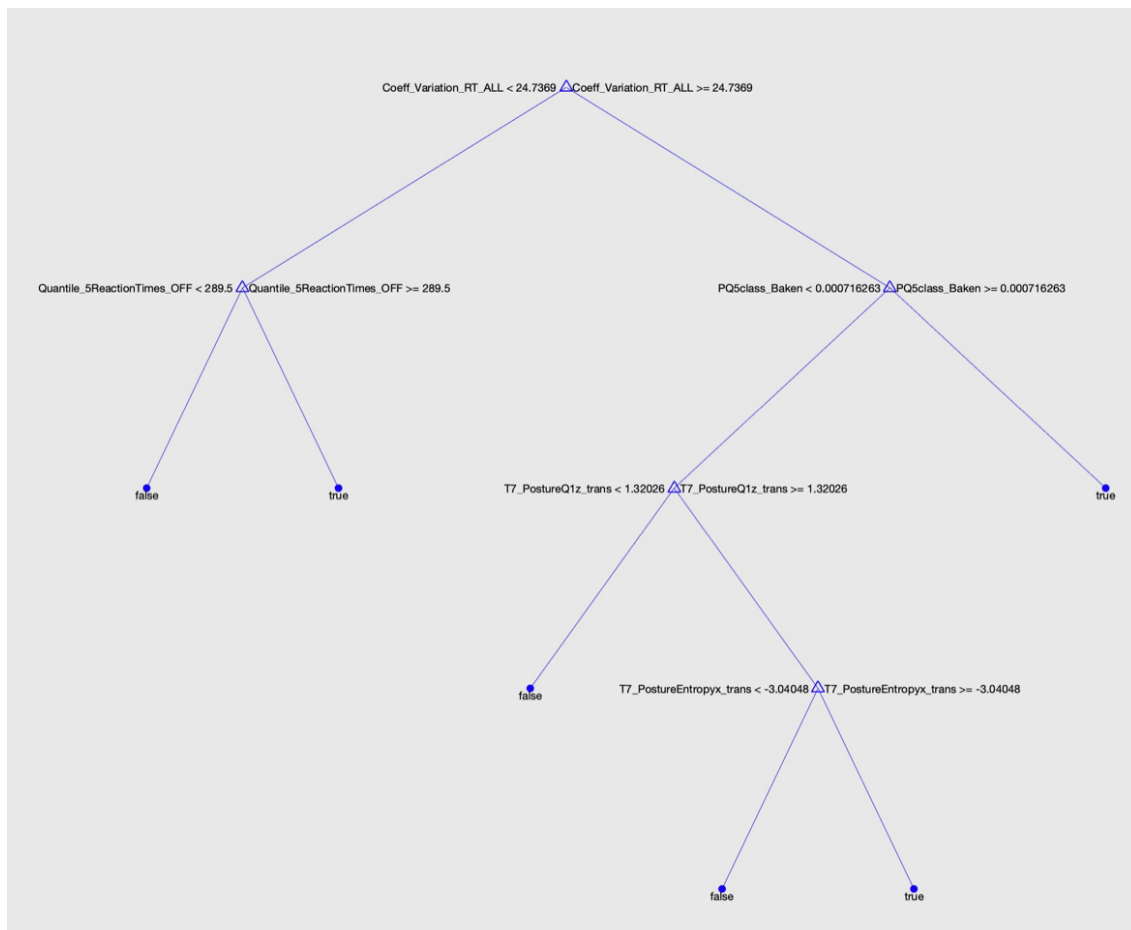 Coeff_Variation_RT_ALL < 24.7369 Coeff_Variation_RT_ALL >= 24.7369
Quantile_5ReactionTimes_OFF < 289.5 Quantile_5ReactionTimes_OFF >= 289.5 PQ5class_Baken < 0.000716263 PQ5class_Baken >= 0.000716263
false true T7_PostureQ1z_trans < 1.32026 T7_PostureQ1z_trans >= 1.32026 true
false T7_PostureEntropyx_trans < -3.04048 T7_PostureEntropyx_trans >= -3.04048
false true